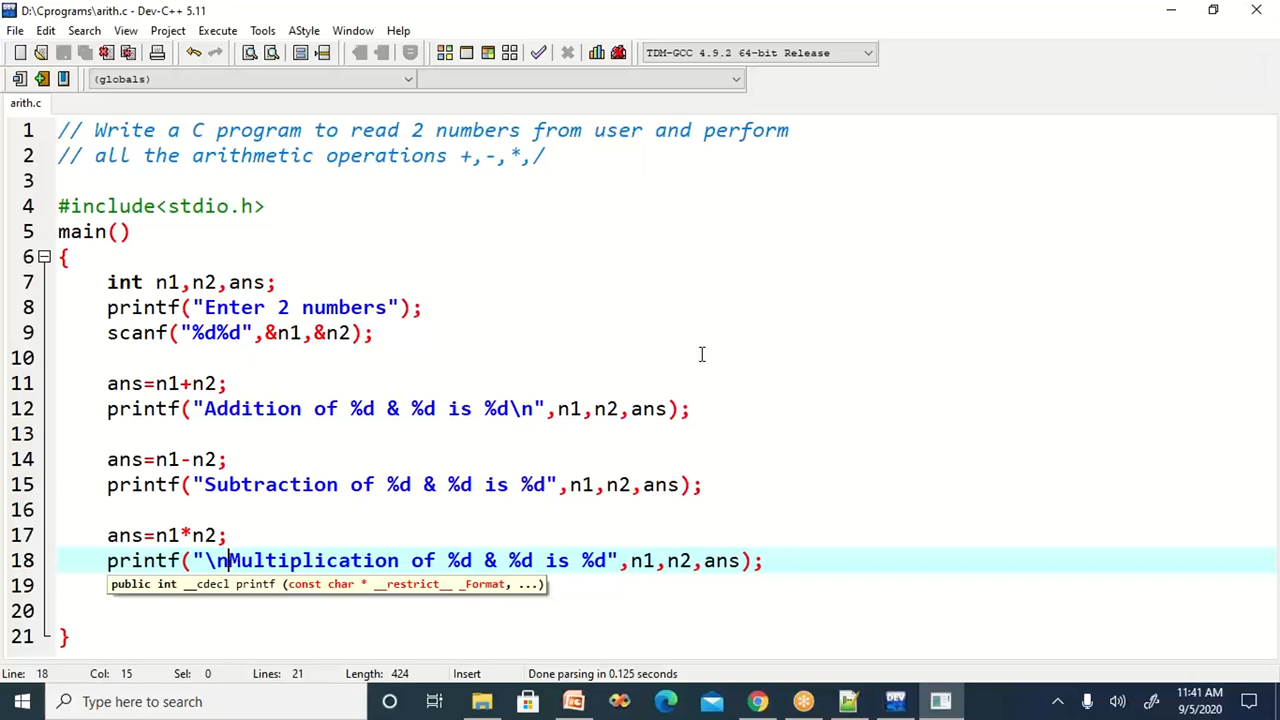 D:\Cprograms\arith.c - Dev-C++ 5.11
File Edit Search View Project Execute Tools AStyle Window Help
TDM-GCC 4.9.2 64-bit Release
(globals)
arith.c
1 // Write a C program to read 2 numbers from user and perform
2 // all the arithmetic operations +,-,*,/
3
4 #include<stdio.h>
5 main()
6 {
7 int n1,n2,ans;
8 printf("Enter 2 numbers");
9 scanf("%d%d",&n1,&n2);
10
11 ans=n1+n2;
12 printf("Addition of %d & %d is %d\n",n1,n2,ans);
13
14 ans=n1-n2;
15 printf("Subtraction of %d & %d is %d",n1,n2,ans);
16
17 ans=n1*n2;
18 printf("\nMultiplication of %d & %d is %d",n1,n2,ans);
19 public int __cdecl printf (const char * __restrict__ _Format, ...)
20
21 }
Line: 18 Col: 15 Sel: 0 Lines: 21 Length: 424 Insert Done parsing in 0.125 seconds
Type here to search
11:41 AM
9/5/2020